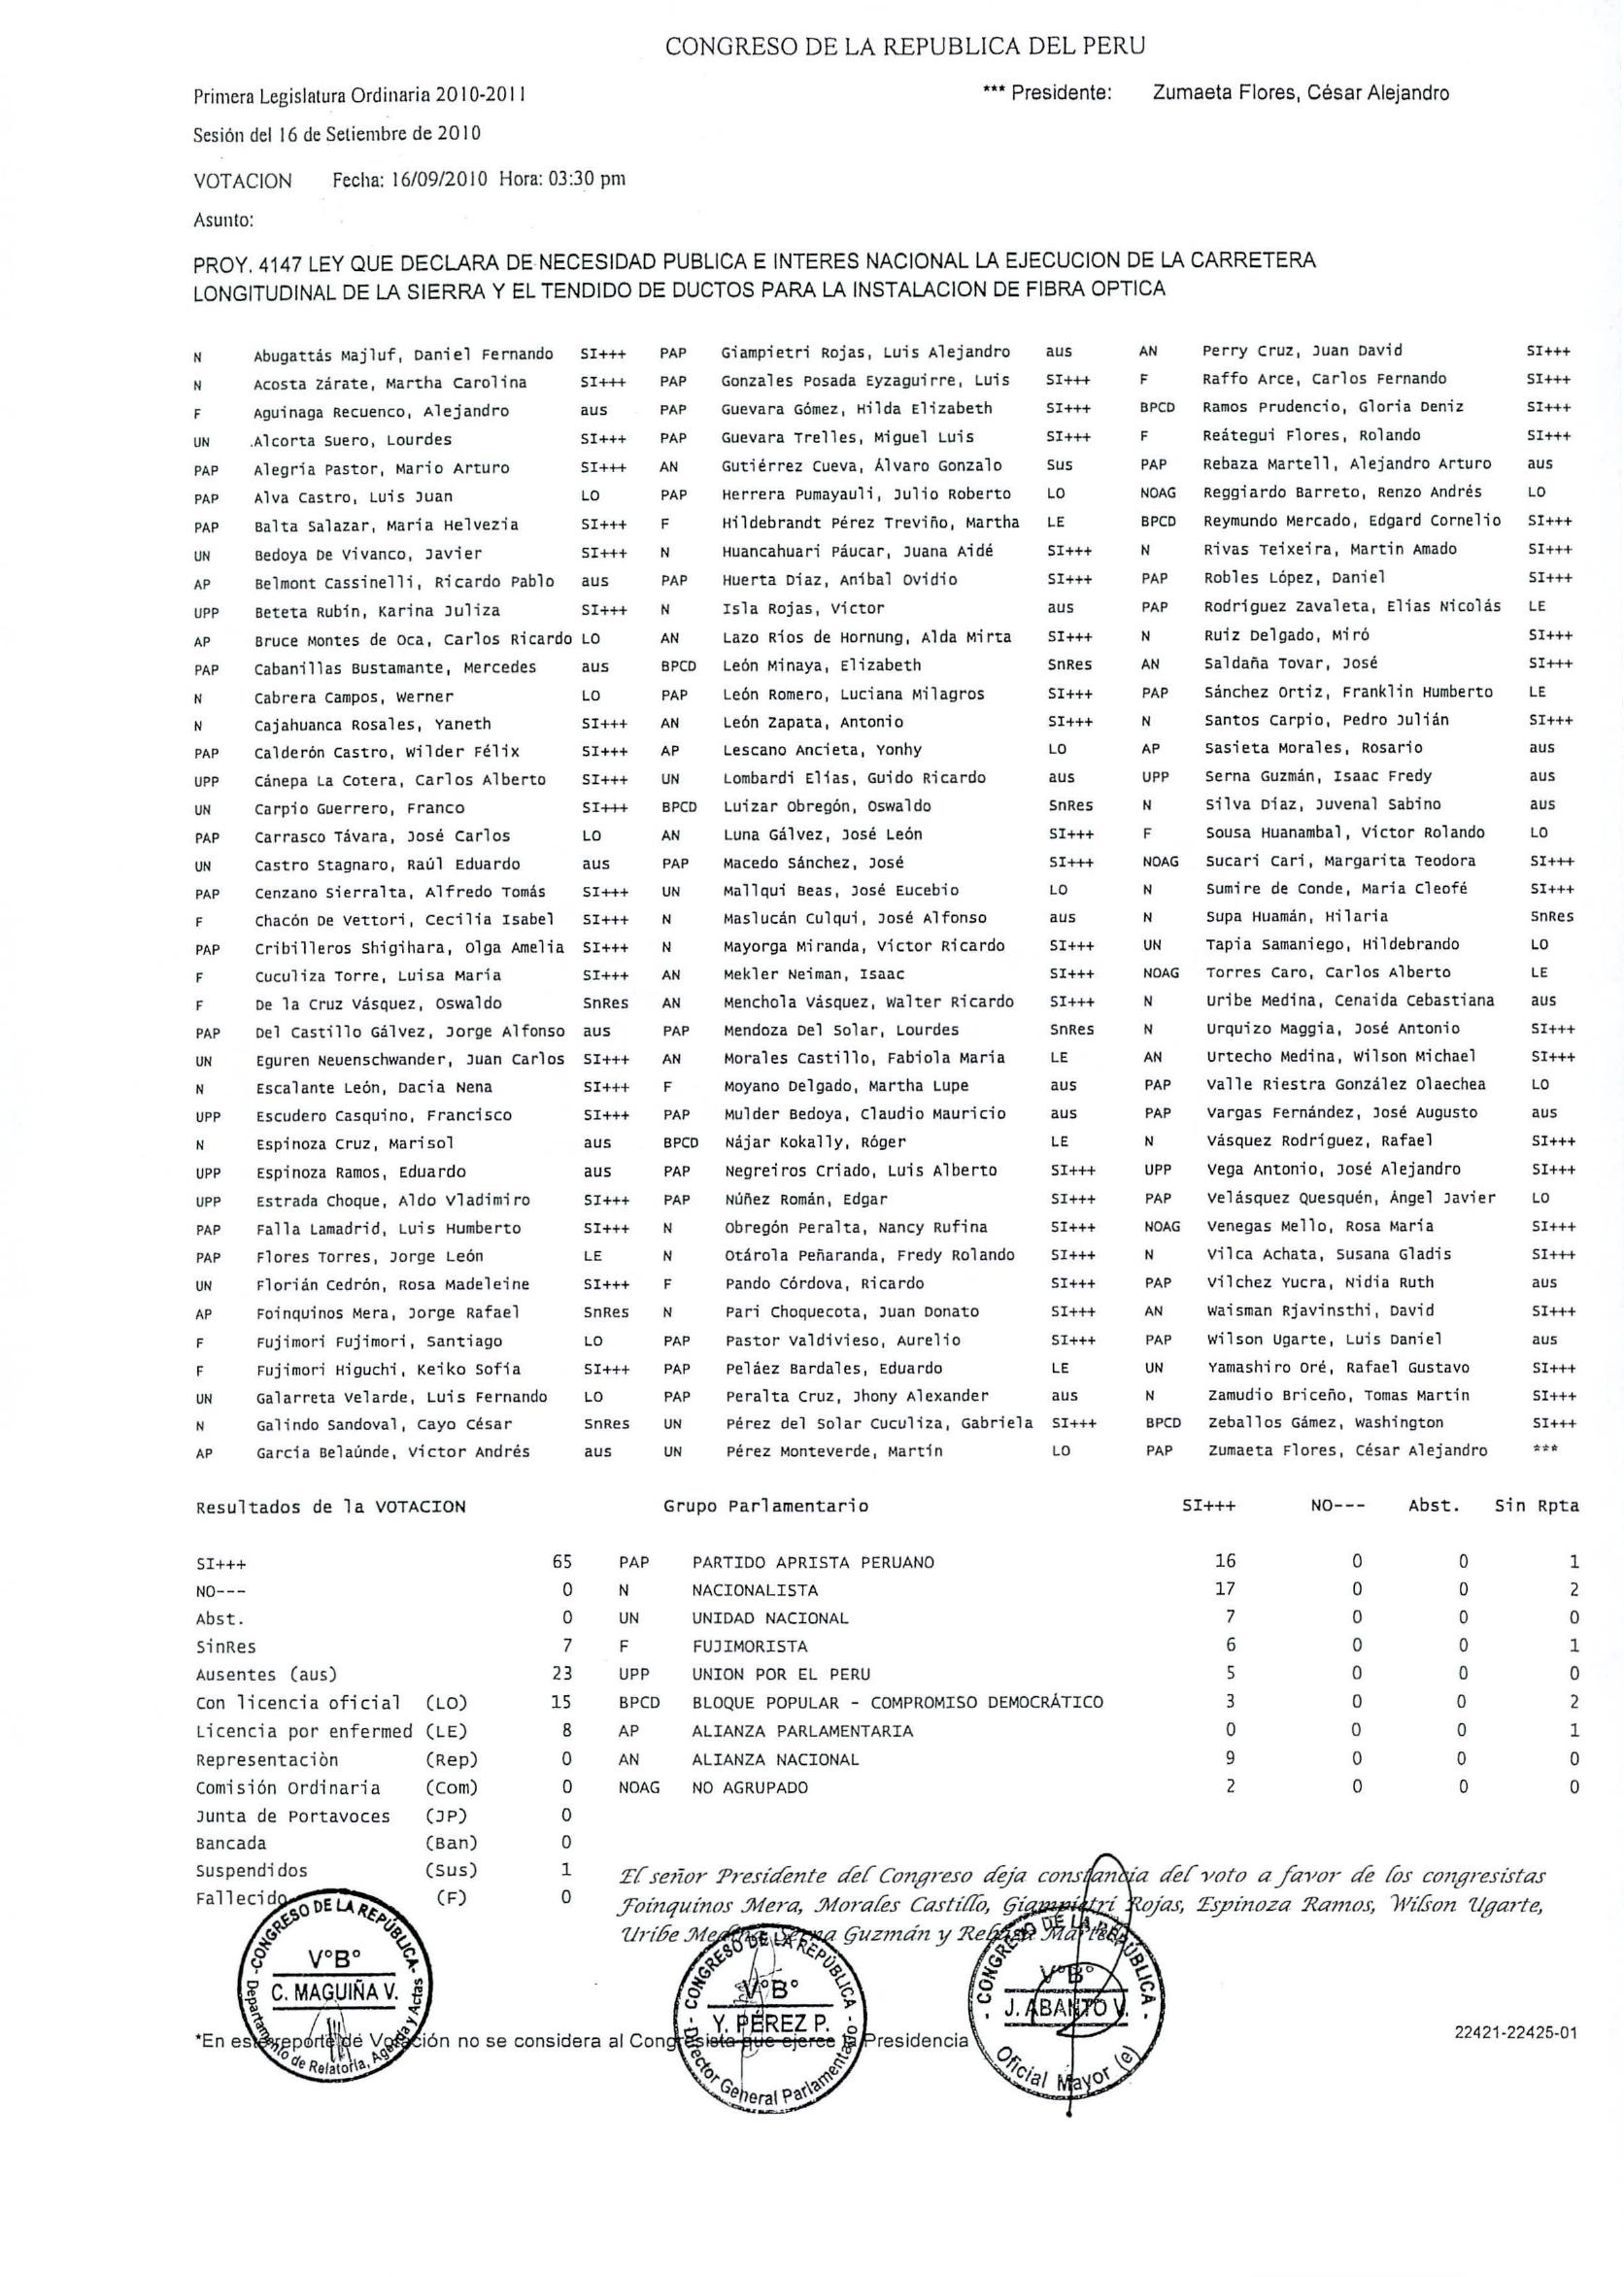 CONGRESO DE LA REPUBLICA DEL PERU
Primera Legislatura Ordinaria 2010-2011 *** Presidente: Zumaeta Flores, César Alejandro
Sesión del 16 de Setiembre de 2010
VOTACION Fecha: 16/09/2010 Hora: 03:30 pm
Asunto:
PROY. 4147 LEY QUE DECLARA DE NECESIDAD PUBLICA E INTERES NACIONAL LA EJECUCION DE LA CARRETERA
LONGITUDINAL DE LA SIERRA Y EL TENDIDO DE DUCTOS PARA LA INSTALACION DE FIBRA OPTICA
N Abugattás Majluf, Daniel Fernando SI+++ PAP Giampietri Rojas, Luis Alejandro aus AN Perry Cruz, Juan David SI+++
N Acosta Zárate, Martha Carolina SI+++ PAP Gonzales Posada Eyzaguirre, Luis SI+++ F Raffo Arce, Carlos Fernando SI+++
F Aguinaga Recuenco, Alejandro aus PAP Guevara Gómez, Hilda Elizabeth SI+++ BPCD Ramos Prudencio, Gloria Deniz SI+++
UN Alcorta Suero, Lourdes SI+++ PAP Guevara Trelles, Miguel Luis SI+++ F Reátegui Flores, Rolando SI+++
PAP Alegría Pastor, Mario Arturo SI+++ AN Gutiérrez Cueva, Álvaro Gonzalo Sus PAP Rebaza Martell, Alejandro Arturo aus
PAP Alva Castro, Luis Juan LO PAP Herrera Pumayauli, Julio Roberto LO NOAG Reggiardo Barreto, Renzo Andrés LO
PAP Balta Salazar, María Helvezia SI+++ F Hildebrandt Pérez Treviño, Martha LE BPCD Reymundo Mercado, Edgard Cornelio SI+++
UN Bedoya De Vivanco, Javier SI+++ N Huancahuari Páucar, Juana Aidé SI+++ N Rivas Teixeira, Martín Amado SI+++
AP Belmont Cassinelli, Ricardo Pablo aus PAP Huerta Díaz, Aníbal Ovidio SI+++ PAP Robles López, Daniel SI+++
UPP Beteta Rubín, Karina Juliza SI+++ N Isla Rojas, Víctor aus PAP Rodríguez Zavaleta, Elías Nicolás LE
AP Bruce Montes de Oca, Carlos Ricardo LO AN Lazo Ríos de Hornung, Alda Mirta SI+++ N Ruiz Delgado, Miró SI+++
PAP Cabanillas Bustamante, Mercedes aus BPCD León Minaya, Elizabeth SnRes AN Saldaña Tovar, José SI+++
N Cabrera Campos, Werner LO PAP León Romero, Luciana Milagros SI+++ PAP Sánchez Ortiz, Franklin Humberto LE
N Cajahuanca Rosales, Yaneth SI+++ AN León Zapata, Antonio SI+++ N Santos Carpio, Pedro Julián SI+++
PAP Calderón Castro, Wilder Félix SI+++ AP Lescano Ancieta, Yonhy LO AP Sasieta Morales, Rosario aus
UPP Cánepa La Cotera, Carlos Alberto SI+++ UN Lombardi Elías, Guido Ricardo aus UPP Serna Guzmán, Isaac Fredy aus
UN Carpio Guerrero, Franco SI+++ BPCD Luizar Obregón, Oswaldo SnRes N Silva Díaz, Juvenal Sabino aus
PAP Carrasco Távara, José Carlos LO AN Luna Gálvez, José León SI+++ F Sousa Huanambal, Víctor Rolando LO
UN Castro Stagnaro, Raúl Eduardo aus PAP Macedo Sánchez, José SI+++ NOAG Sucari Cari, Margarita Teodora SI+++
PAP Cenzano Sierralta, Alfredo Tomás SI+++ UN Mallqui Beas, José Eucebio LO N Sumire de Conde, María Cleofé SI+++
F Chacón De Vettori, Cecilia Isabel SI+++ N Maslucán Culqui, José Alfonso aus N Supa Huamán, Hilaria SnRes
PAP Cribilleros Shigihara, Olga Amelia SI+++ N Mayorga Miranda, Víctor Ricardo SI+++ UN Tapia Samaniego, Hildebrando LO
F Cuculiza Torre, Luisa María SI+++ AN Mekler Neiman, Isaac SI+++ NOAG Torres Caro, Carlos Alberto LE
F De la Cruz Vásquez, Oswaldo SnRes AN Menchola Vásquez, Walter Ricardo SI+++ N Uribe Medina, Cenaida Cebastiana aus
PAP Del Castillo Gálvez, Jorge Alfonso aus PAP Mendoza Del Solar, Lourdes SnRes N Urquizo Maggia, José Antonio SI+++
UN Eguren Neuenschwander, Juan Carlos SI+++ AN Morales Castillo, Fabiola María LE AN Urtecho Medina, Wilson Michael SI+++
N Escalante León, Dacia Nena SI+++ F Moyano Delgado, Martha Lupe aus PAP Valle Riestra González Olaechea LO
UPP Escudero Casquino, Francisco SI+++ PAP Mulder Bedoya, Claudio Mauricio aus PAP Vargas Fernández, José Augusto aus
N Espinoza Cruz, Marisol aus BPCD Nájar Kokally, Róger LE N Vásquez Rodríguez, Rafael SI+++
UPP Espinoza Ramos, Eduardo aus PAP Negreiros Criado, Luis Alberto SI+++ UPP Vega Antonio, José Alejandro SI+++
UPP Estrada Choque, Aldo Vladimiro SI+++ PAP Núñez Román, Edgar SI+++ PAP Velásquez Quesquén, Ángel Javier LO
PAP Falla Lamadrid, Luis Humberto SI+++ N Obregón Peralta, Nancy Rufina SI+++ NOAG Venegas Mello, Rosa María SI+++
PAP Flores Torres, Jorge León LE N Otárola Peñaranda, Fredy Rolando SI+++ N Vilca Achata, Susana Gladis SI+++
UN Florián Cedrón, Rosa Madeleine SI+++ F Pando Córdova, Ricardo SI+++ PAP Vilchez Yucra, Nidia Ruth aus
AP Foinquinos Mera, Jorge Rafael SnRes N Pari Choquecota, Juan Donato SI+++ AN Waisman Rjavinsthi, David SI+++
F Fujimori Fujimori, Santiago LO PAP Pastor Valdivieso, Aurelio SI+++ PAP Wilson Ugarte, Luis Daniel aus
F Fujimori Higuchi, Keiko Sofía SI+++ PAP Peláez Bardales, Eduardo LE UN Yamashiro Oré, Rafael Gustavo SI+++
UN Galarreta Velarde, Luis Fernando LO PAP Peralta Cruz, Jhony Alexander aus N Zamudio Briceño, Tomas Martín SI+++
N Galindo Sandoval, Cayo César SnRes UN Pérez del Solar Cuculiza, Gabriela SI+++ BPCD Zeballos Gámez, Washington SI+++
AP García Belaúnde, Víctor Andrés aus UN Pérez Monteverde, Martín LO PAP Zumaeta Flores, César Alejandro ***
Resultados de la VOTACION Grupo Parlamentario SI+++ NO--- Abst. Sin Rpta
SI+++ 65 PAP PARTIDO APRISTA PERUANO 16 0 0 1
NO--- 0 N NACIONALISTA 17 0 0 2
Abst. 0 UN UNIDAD NACIONAL 7 0 0 0
SinRes 7 F FUJIMORISTA 6 0 0 1
Ausentes (aus) 23 UPP UNION POR EL PERU 5 0 0 0
Con licencia oficial (LO) 15 BPCD BLOQUE POPULAR - COMPROMISO DEMOCRÁTICO 3 0 0 2
Licencia por enfermed (LE) 8 AP ALIANZA PARLAMENTARIA 0 0 0 1
Representaciòn (Rep) 0 AN ALIANZA NACIONAL 9 0 0 0
Comisión Ordinaria (Com) 0 NOAG NO AGRUPADO 2 0 0 0
Junta de Portavoces (JP) 0
Bancada (Ban) 0
Suspendidos (Sus) 1
Fallecido (F) 0
El señor Presidente del Congreso deja constancia del voto a favor de los congresistas
Foinquinos Mera, Morales Castillo, Giampietri Rojas, Espinoza Ramos, Wilson Ugarte,
Uribe Medina, Serna Guzmán y Rebaza Martell
- CONGRESO DE LA REPÚBLICA -
V°B°
C. MAGUIÑA V.
Departamento de Relatoría, Agenda y Actas
- CONGRESO DE LA REPÚBLICA -
V°B°
Y. PÉREZ P.
Director General Parlamentario
- CONGRESO DE LA REPÚBLICA -
V°B°
J. ABANTO V.
Oficial Mayor (e)
*En este reporte de Votación no se considera al Congresista que ejerce la Presidencia
22421-22425-01